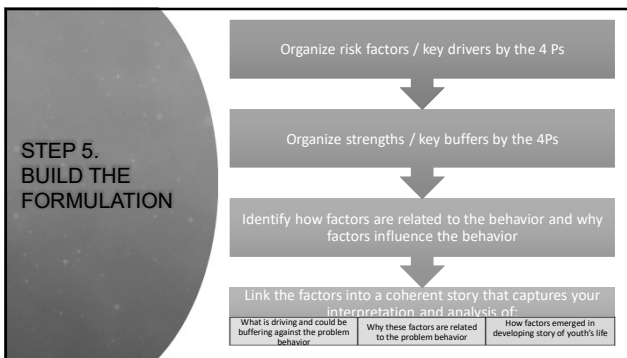 STEP 5.
BUILD THE
FORMULATION
Organize risk factors / key drivers by the 4 Ps
Organize strengths / key buffers by the 4Ps
Identify how factors are related to the behavior and why
factors influence the behavior
Link the factors into a coherent story that captures your
interpretation and analysis of:
What is driving and could be
buffering against the problem
behavior
Why these factors are related
to the problem behavior
How factors emerged in
developing story of youth's life